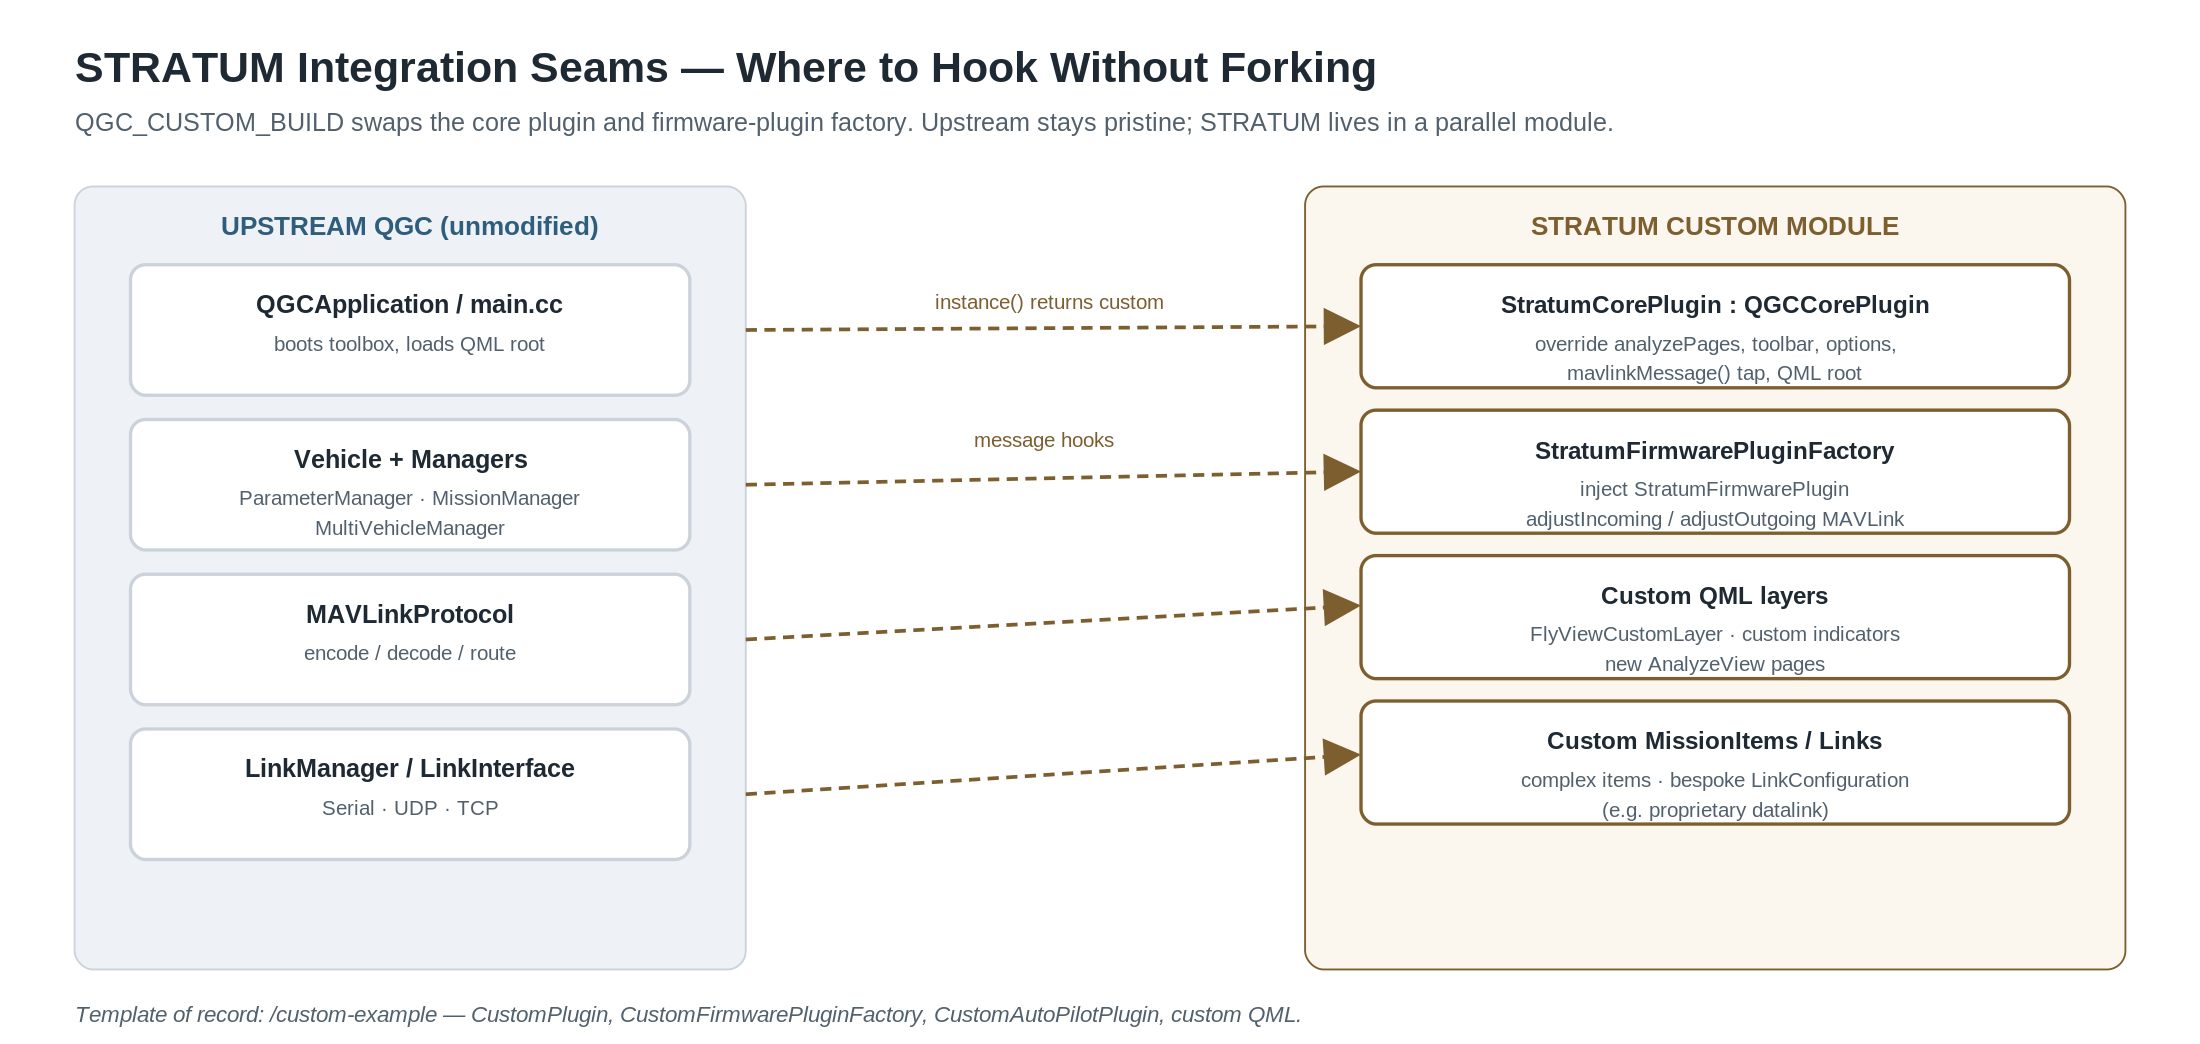 STRATUM Integration Seams — Where to Hook Without Forking
QGC_CUSTOM_BUILD swaps the core plugin and firmware-plugin factory. Upstream stays pristine; STRATUM lives in a parallel module.
UPSTREAM QGC (unmodified)
QGCApplication / main.cc
boots toolbox, loads QML root
Vehicle + Managers
ParameterManager · MissionManager
MultiVehicleManager
MAVLinkProtocol
encode / decode / route
LinkManager / LinkInterface
Serial · UDP · TCP
instance() returns custom
message hooks
STRATUM CUSTOM MODULE
StratumCorePlugin : QGCCorePlugin
override analyzePages, toolbar, options,
mavlinkMessage() tap, QML root
StratumFirmwarePluginFactory
inject StratumFirmwarePlugin
adjustIncoming / adjustOutgoing MAVLink
Custom QML layers
FlyViewCustomLayer · custom indicators
new AnalyzeView pages
Custom MissionItems / Links
complex items · bespoke LinkConfiguration
(e.g. proprietary datalink)
Template of record: /custom-example — CustomPlugin, CustomFirmwarePluginFactory, CustomAutoPilotPlugin, custom QML.